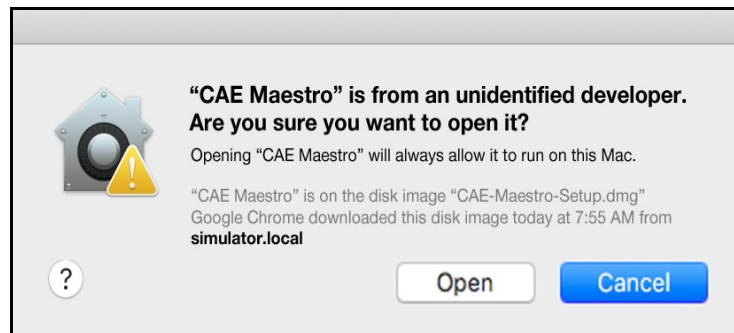 “CAE Maestro” is from an unidentified developer.
Are you sure you want to open it?
Opening “CAE Maestro” will always allow it to run on this Mac.
“CAE Maestro” is on the disk image “CAE-Maestro-Setup.dmg”
Google Chrome downloaded this disk image today at 7:55 AM from
simulator.local
? Open Cancel